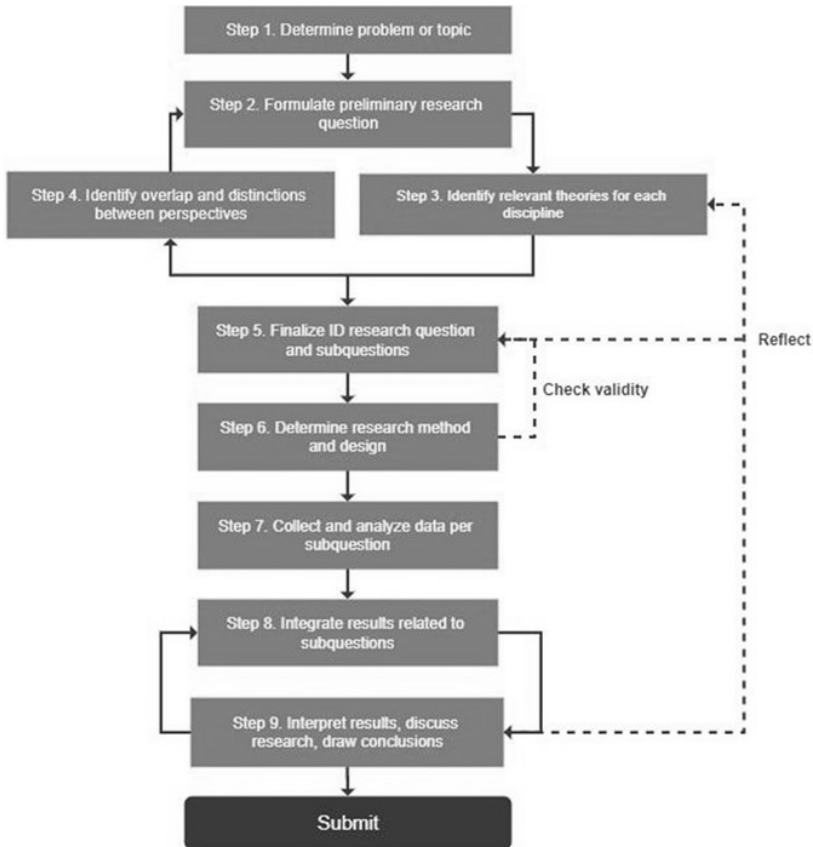 Step 1. Determine problem or topic
Step 2. Formulate preliminary research
question
Step 4. Identify overlap and distinctions
between perspectives
Step 3. Identify relevant theories for each
discipline
Step 5. Finalize ID research question
and subquestions
Reflect
Check validity
Step 6. Determine research method
and design
Step 7. Collect and analyze data per
subquestion
Step 8. Integrate results related to
subquestions
Step 9. Interpret results, discuss
research, draw conclusions
Submit